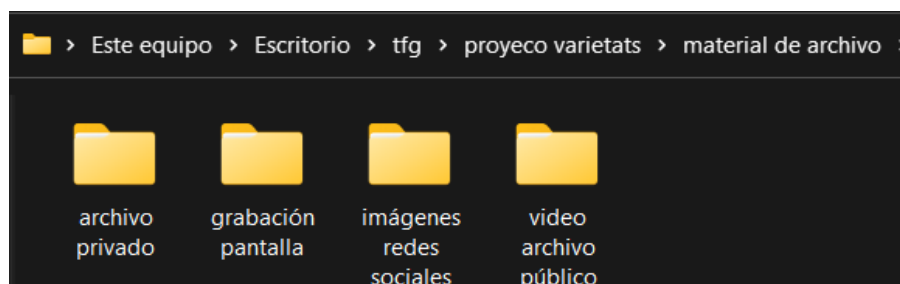 Este equipo > Escritorio > tfg > proyeco varietats > material de archivo
archivo privado
grabación pantalla
imágenes redes sociales
video archivo público